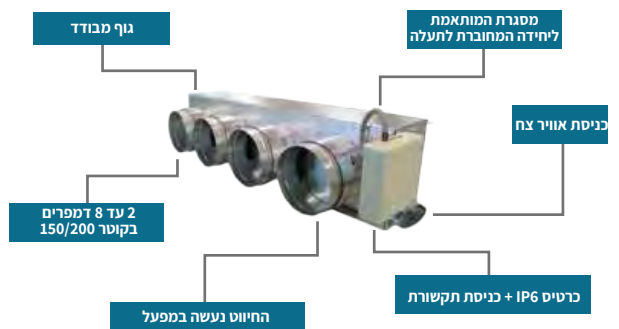 מסגרת המותאמת
ליחידה המחוברת לתעלה
גוף מבודד
כניסת אוויר צח
2 עד 8 דמפרים
בקוטר 150/200
כרטיס IP6 + כניסת תקשורת
החיווט נעשה במפעל